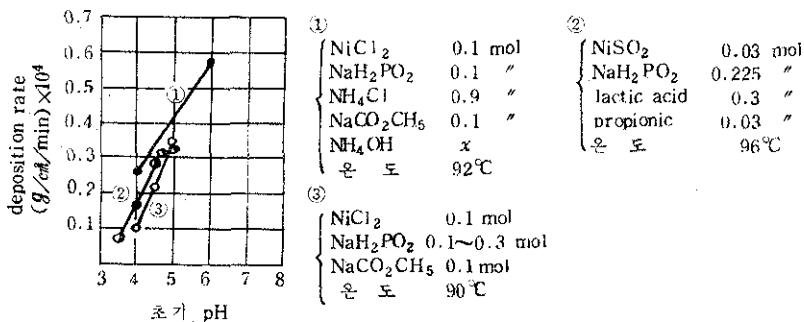 0.7
0.6
0.5
0.4
0.3
0.2
0.1
3 4 5 6 7 8
deposition rate
(g/㎠/min)×10⁴
초기 pH
①
②
③
①
NiCl₂ 0.1 mol
NaH₂PO₂ 0.1 〃
NH₄Cl 0.9 〃
NaCO₂CH₅ 0.1 〃
NH₄OH x
온 도 92℃
②
NiSO₂ 0.03 mol
NaH₂PO₂ 0.225 〃
lactic acid 0.3 〃
propionic 0.03 〃
온 도 96℃
③
NiCl₂ 0.1 mol
NaH₂PO₂ 0.1~0.3 mol
NaCO₂CH₅ 0.1 mol
온 도 90℃